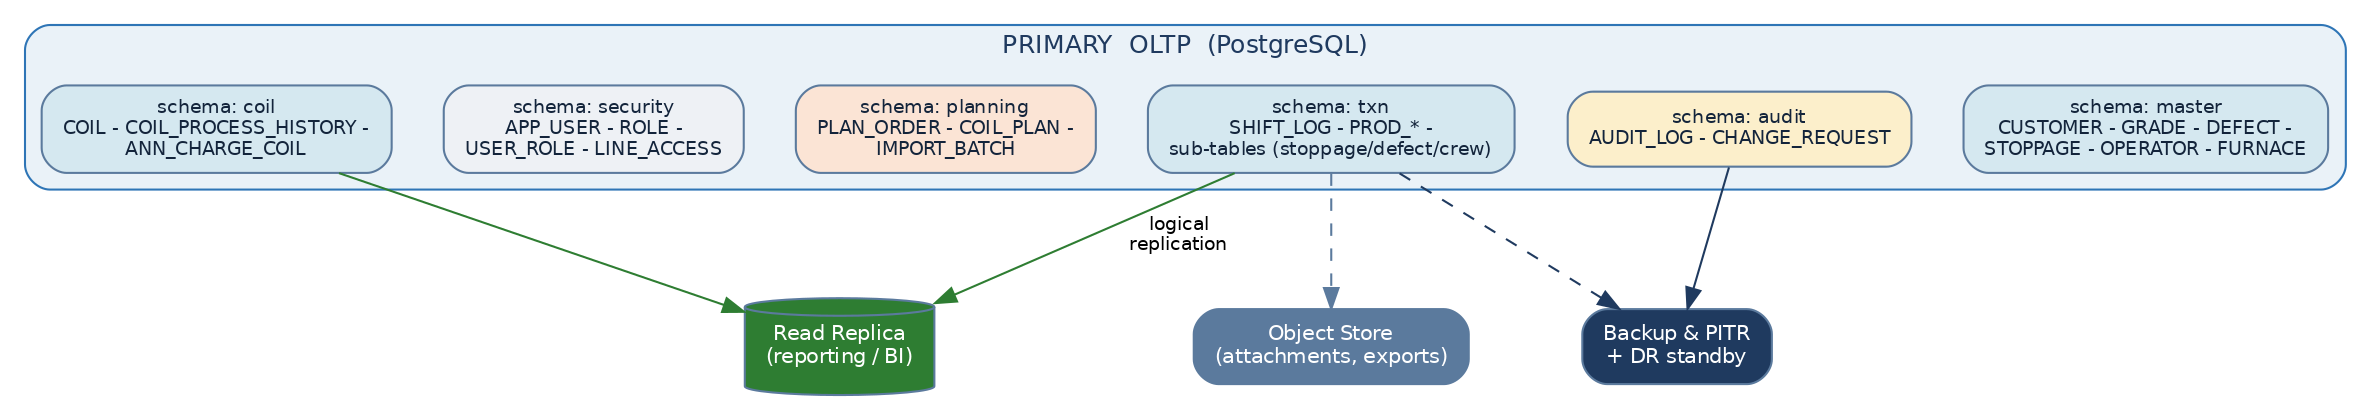 PRIMARY  OLTP  (PostgreSQL)
schema: coil
COIL - COIL_PROCESS_HISTORY -
ANN_CHARGE_COIL
schema: security
APP_USER - ROLE -
USER_ROLE - LINE_ACCESS
schema: planning
PLAN_ORDER - COIL_PLAN -
IMPORT_BATCH
schema: txn
SHIFT_LOG - PROD_* -
sub-tables (stoppage/defect/crew)
schema: audit
AUDIT_LOG - CHANGE_REQUEST
schema: master
CUSTOMER - GRADE - DEFECT -
STOPPAGE - OPERATOR - FURNACE
logical
replication
Read Replica
(reporting / BI)
Object Store
(attachments, exports)
Backup & PITR
+ DR standby